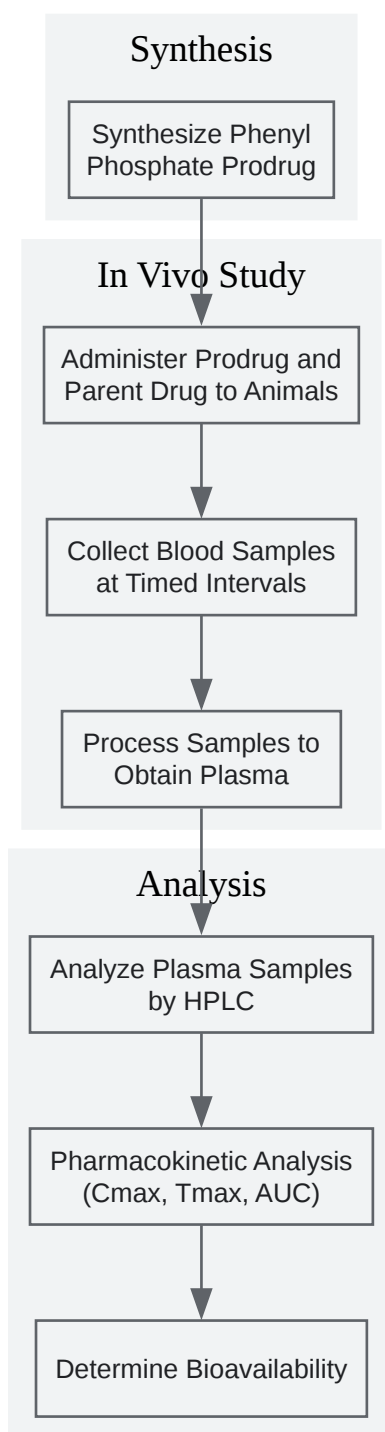 Synthesis
Synthesize Phenyl
Phosphate Prodrug
In Vivo Study
Administer Prodrug and
Parent Drug to Animals
Collect Blood Samples
at Timed Intervals
Process Samples to
Obtain Plasma
Analysis
Analyze Plasma Samples
by HPLC
Pharmacokinetic Analysis
(Cmax, Tmax, AUC)
Determine Bioavailability